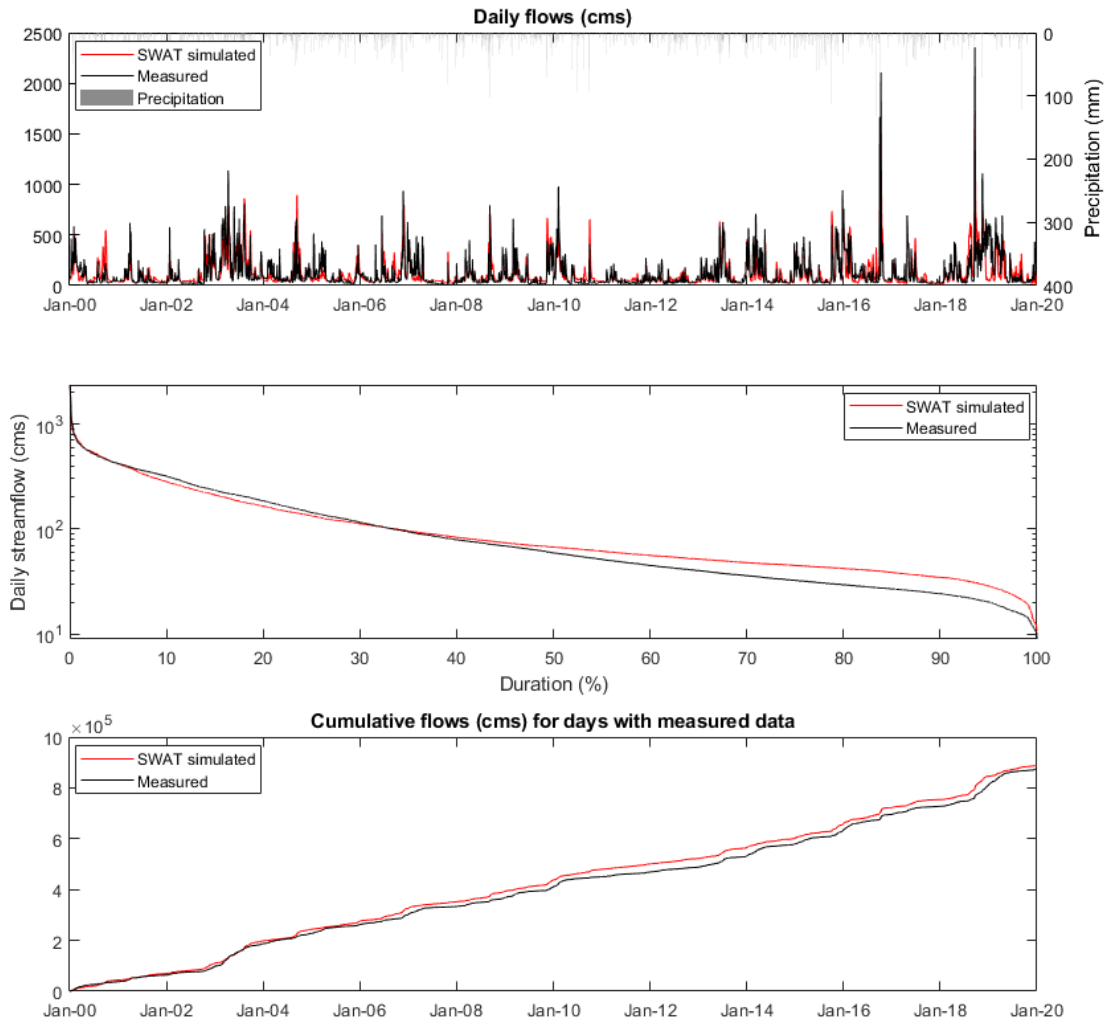 Daily flows (cms)
2500
2000
1500
1000
500
0
SWAT simulated
Measured
Precipitation
0
100
200
300
400
Precipitation (mm)
Jan-00 Jan-02 Jan-04 Jan-06 Jan-08 Jan-10 Jan-12 Jan-14 Jan-16 Jan-18 Jan-20
Daily streamflow (cms)
10³
10²
10¹
SWAT simulated
Measured
0 10 20 30 40 50 60 70 80 90 100
Duration (%)
Cumulative flows (cms) for days with measured data
× 10⁵
10
8
6
4
2
0
SWAT simulated
Measured
Jan-00 Jan-02 Jan-04 Jan-06 Jan-08 Jan-10 Jan-12 Jan-14 Jan-16 Jan-18 Jan-20